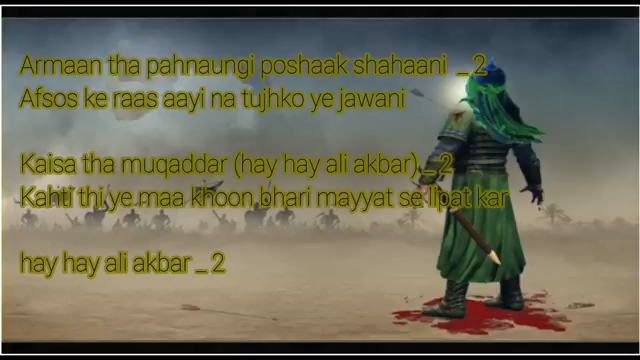 Armaan tha pahnaungi poshaak shahaani _ 2
Afsos ke raas aayi na tujhko ye jawani
Kaisa tha muqaddar (hay hay ali akbar) _ 2
Kahti thi ye maa khoon bhari mayyat se lipat kar
hay hay ali akbar _ 2